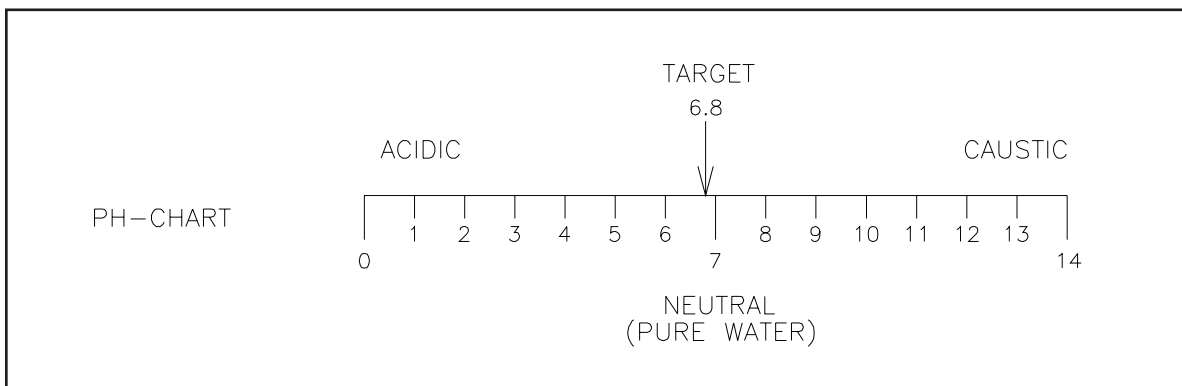 TARGET
6.8
ACIDIC CAUSTIC
PH-CHART
1 2 3 4 5 6 8 9 10 11 12 13
0 7 14
NEUTRAL
(PURE WATER)